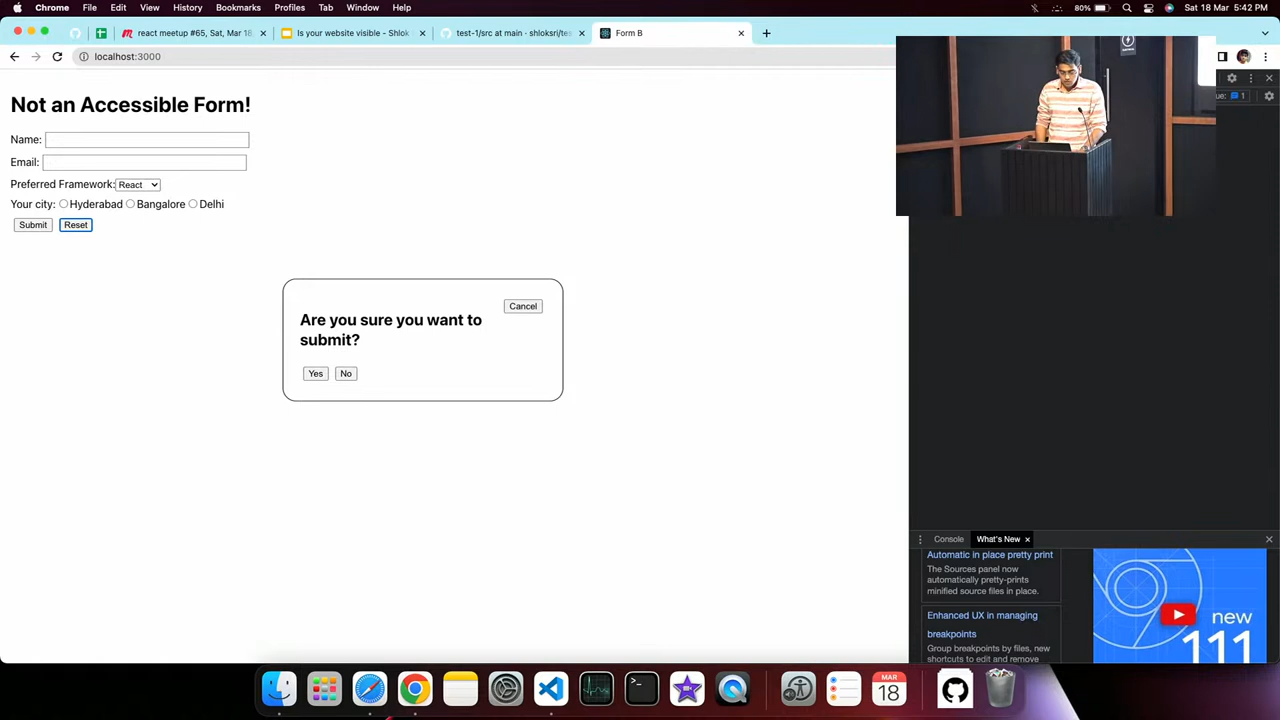 Chrome File Edit View History Bookmarks Profiles Tab Window Help 80% Sat 18 Mar 5:42 PM
react meetup #65, Sat, Mar 18, Is your website visible - Shlok test-1/src at main · shloksri/tes Form B
localhost:3000
Not an Accessible Form!
Name:
Email:
Preferred Framework: React
Your city: Hyderabad Bangalore Delhi
Submit Reset
Cancel
Are you sure you want to
submit?
Yes No
ue: 1
Console What's New
Automatic in place pretty print
The Sources panel now
automatically pretty-prints
minified source files in place.
Enhanced UX in managing
breakpoints
Group breakpoints by files, new
shortcuts to edit and remove
new
111
MAR
18